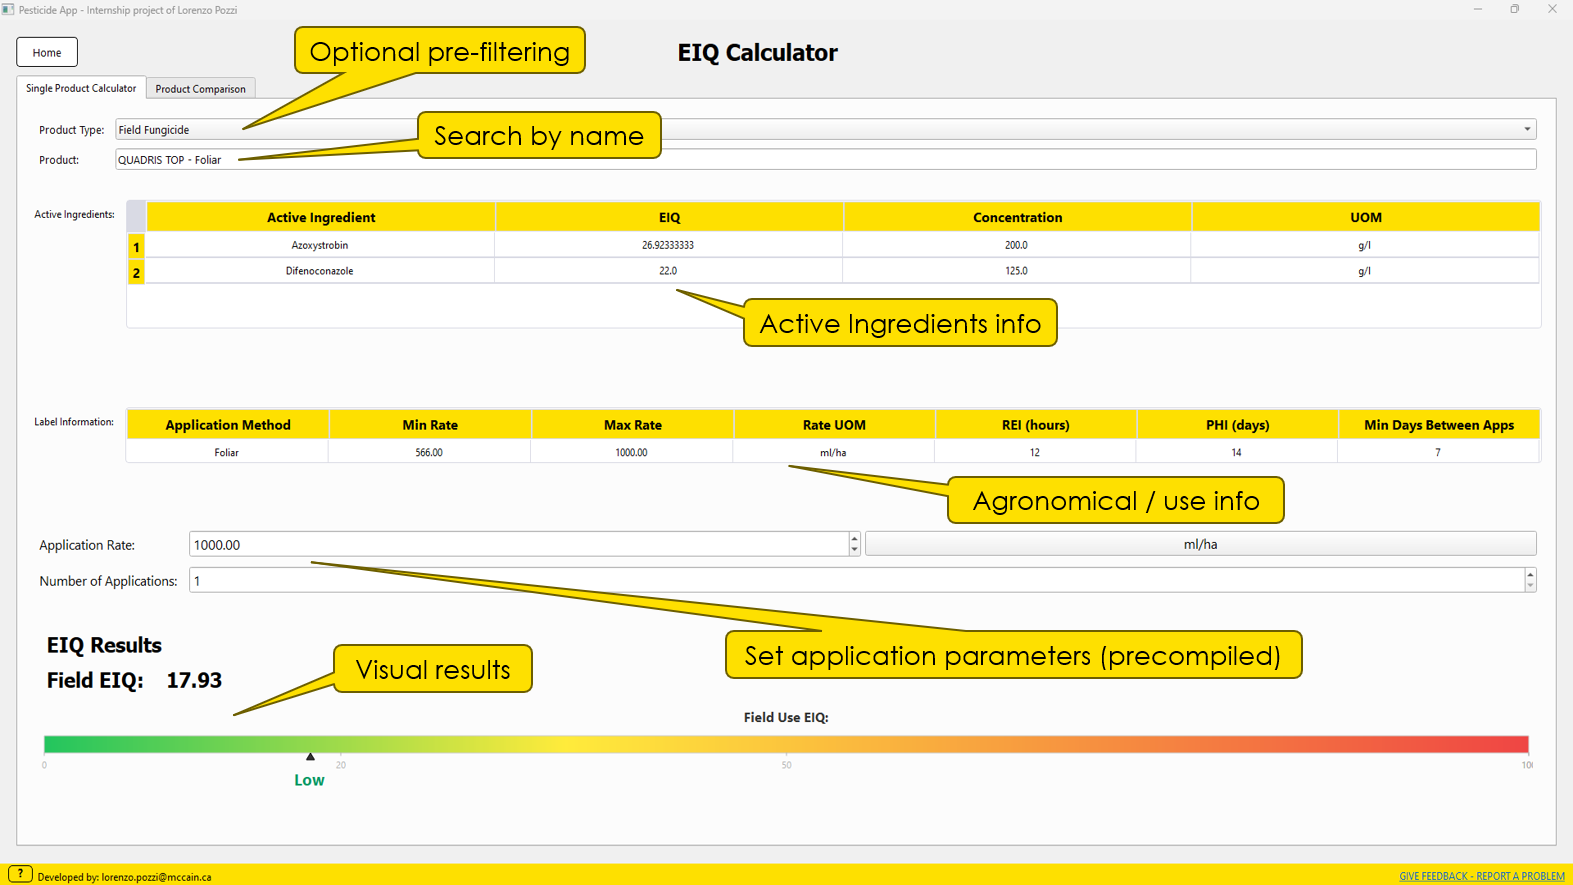 Pesticide App - Internship project of Lorenzo Pozzi
Home
Optional pre-filtering
EIQ Calculator
Single Product Calculator
Product Comparison
Product Type:
Field Fungicide
Search by name
Product:
QUADRIS TOP - Foliar
Active Ingredients:
Active Ingredient EIQ Concentration UOM
1 Azoxystrobin 26.92333333 200.0 g/l
2 Difenoconazole 22.0 125.0 g/l
Active Ingredients info
Label Information:
Application Method Min Rate Max Rate Rate UOM REI (hours) PHI (days) Min Days Between Apps
Foliar 566.00 1000.00 ml/ha 12 14 7
Agronomical / use info
Application Rate: 1000.00 ml/ha
Number of Applications: 1
Set application parameters (precompiled)
EIQ Results
Visual results
Field EIQ: 17.93
Field Use EIQ:
0 20 50
Low
? Developed by: lorenzo.pozzi@mccain.ca
GIVE FEEDBACK - REPORT A PROBLEM